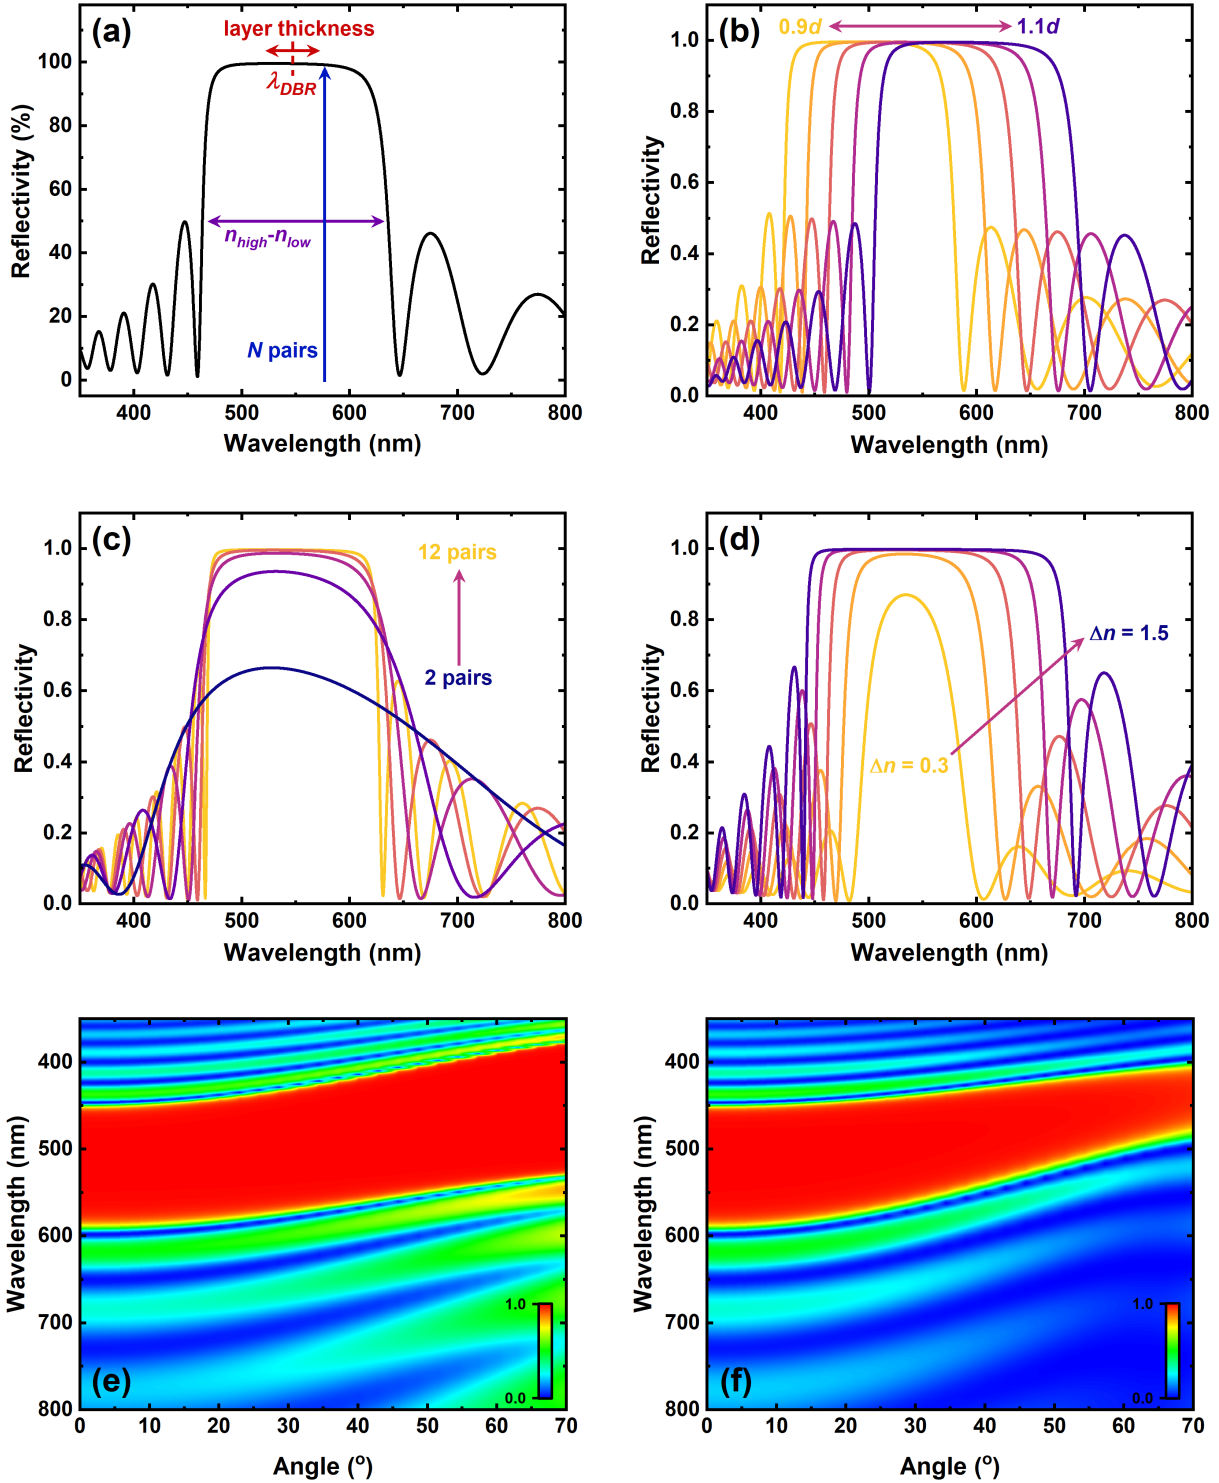 (a)
layer thickness
λDBR
nhigh-nlow
N pairs
100
80
60
40
20
0
Reflectivity (%)
400 500 600 700 800
Wavelength (nm)
(b)
0.9d 1.1d
1.0
0.8
0.6
0.4
0.2
0.0
Reflectivity
400 500 600 700 800
Wavelength (nm)
(c)
12 pairs
2 pairs
1.0
0.8
0.6
0.4
0.2
0.0
Reflectivity
400 500 600 700 800
Wavelength (nm)
(d)
Δn = 1.5
Δn = 0.3
1.0
0.8
0.6
0.4
0.2
0.0
Reflectivity
400 500 600 700 800
Wavelength (nm)
400
500
600
700
800
Wavelength (nm)
1.0
0.0
(e)
0 10 20 30 40 50 60 70
Angle (°)
400
500
600
700
800
Wavelength (nm)
1.0
0.0
(f)
0 10 20 30 40 50 60 70
Angle (°)